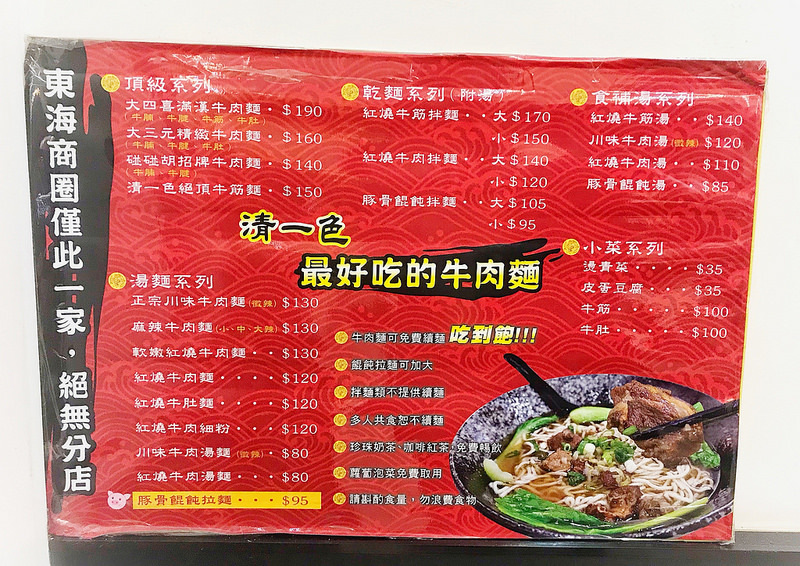 東海商圈僅此一家，絕無分店
頂級系列
大四喜滿漢牛肉麵・$190
(牛腩、牛腱、牛筋、牛肚)
大三元精緻牛肉麵・$160
(牛腩、牛腱、牛肚)
碰碰胡招牌牛肉麵・$140
(牛腩、牛腱)
清一色絕頂牛筋麵・$150
乾麵系列(附湯)
紅燒牛筋拌麵・・大$170
小$150
紅燒牛肉拌麵・・大$140
小$120
豚骨餛飩拌麵・・大$105
小$95
食補湯系列
紅燒牛筋湯・・$140
川味牛肉湯(微辣)$120
紅燒牛肉湯・・$110
豚骨餛飩湯・・$85
清一色
最好吃的牛肉麵
小菜系列
燙青菜・・・・$35
皮蛋豆腐・・・$35
牛筋・・・・・$100
牛肚・・・・・$100
湯麵系列
正宗川味牛肉麵(微辣)$130
麻辣牛肉麵(小、中、大辣)$130
軟嫩紅燒牛肉麵・・$130
紅燒牛肉麵・・・・$120
紅燒牛肚麵・・・・$120
紅燒牛肉細粉・・・$120
川味牛肉湯麵(微辣)・$80
紅燒牛肉湯麵・・・$80
豚骨餛飩拉麵・・・$95
牛肉麵可免費續麵 吃到飽!!!
餛飩拉麵可加大
拌麵類不提供續麵
多人共食恕不續麵
珍珠奶茶、咖啡紅茶，免費暢飲
蘿蔔泡菜免費取用
請斟酌食量，勿浪費食物